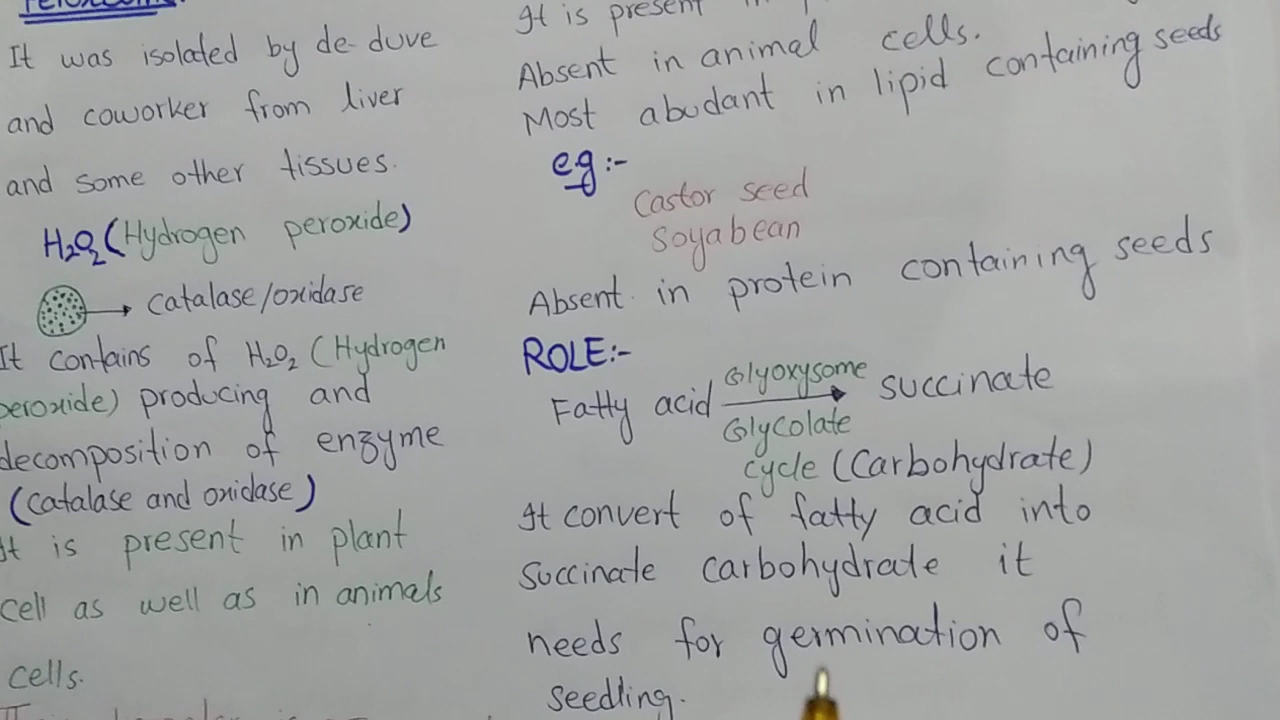 It was isolated by de-duve
and coworker from liver
and some other tissues.
H₂O₂ (Hydrogen peroxide)
catalase/oxidase
It contains of H₂O₂ (Hydrogen
peroxide) producing and
decomposition of enzyme
(catalase and oxidase)
It is present in plant
cell as well as in animals
cells.
It is present in
Absent in animal cells.
Most abudant in lipid containing seeds
e.g:-
Castor seed
Soyabean
Absent in protein containing seeds
ROLE:-
Fatty acid Glyoxysome succinate
Glycolate
cycle (Carbohydrate)
It convert of fatty acid into
succinate carbohydrate it
needs for germination of
seedling.